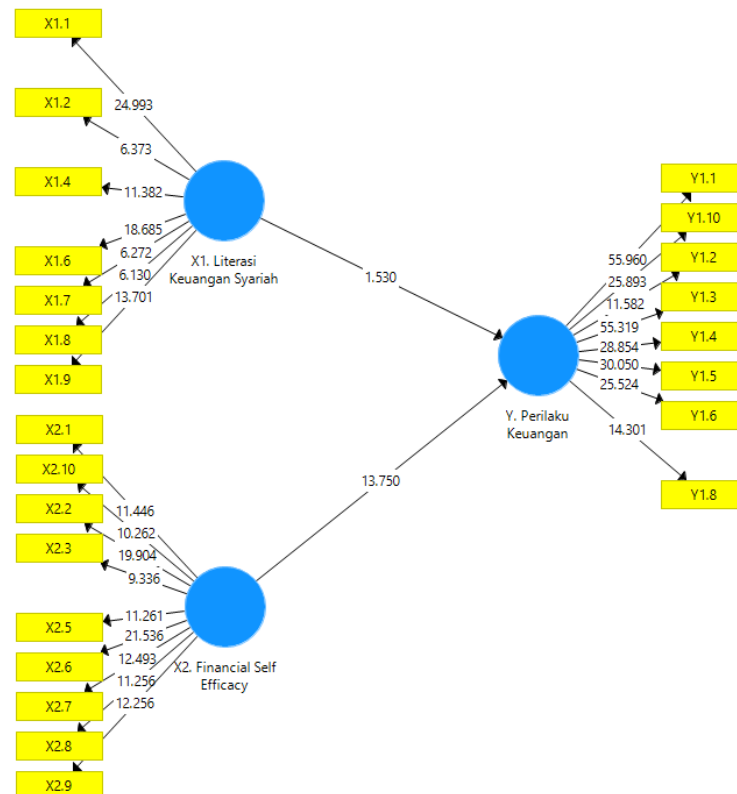 X1.1
X1.2
X1.4
X1.6
X1.7
X1.8
X1.9
24.993
6.373
11.382
18.685
6.272
6.130
13.701
X1. Literasi
Keuangan Syariah
1.530
X2.1
X2.10
X2.2
X2.3
X2.5
X2.6
X2.7
X2.8
X2.9
11.446
10.262
19.904
9.336
11.261
21.536
12.493
11.256
12.256
X2. Financial Self
Efficacy
13.750
Y. Perilaku
Keuangan
55.960
25.893
11.582
55.319
28.854
30.050
25.524
14.301
Y1.1
Y1.10
Y1.2
Y1.3
Y1.4
Y1.5
Y1.6
Y1.8